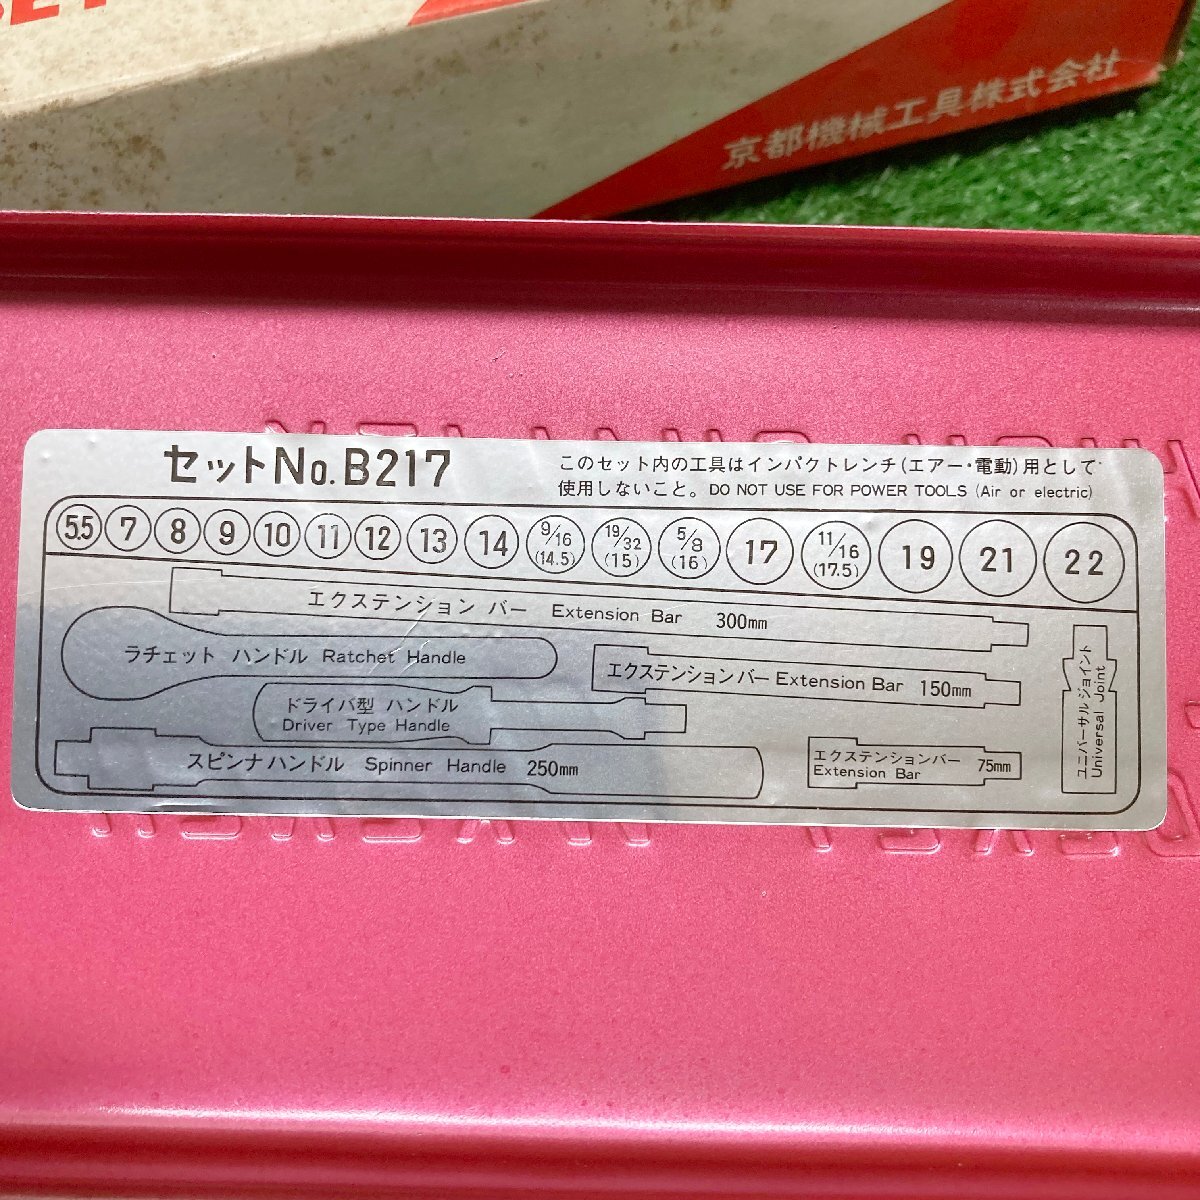 SET
京都機械工具株式会社
セットNo.B217
このセット内の工具はインパクトレンチ(エアー・電動)用として
使用しないこと。DO NOT USE FOR POWER TOOLS (Air or electric)
5.5 7 8 9 10 11 12 13 14 9/16 (14.5) 19/32 (15) 5/8 (16) 17 11/16 (17.5) 19 21 22
エクステンション バー Extension Bar 300mm
ラチェット ハンドル Ratchet Handle
エクステンションバー Extension Bar 150mm
ドライバ型 ハンドル
Driver Type Handle
スピンナハンドル Spinner Handle 250mm
エクステンションバー
Extension Bar 75mm
ユニバーサルジョイント
Universal Joint